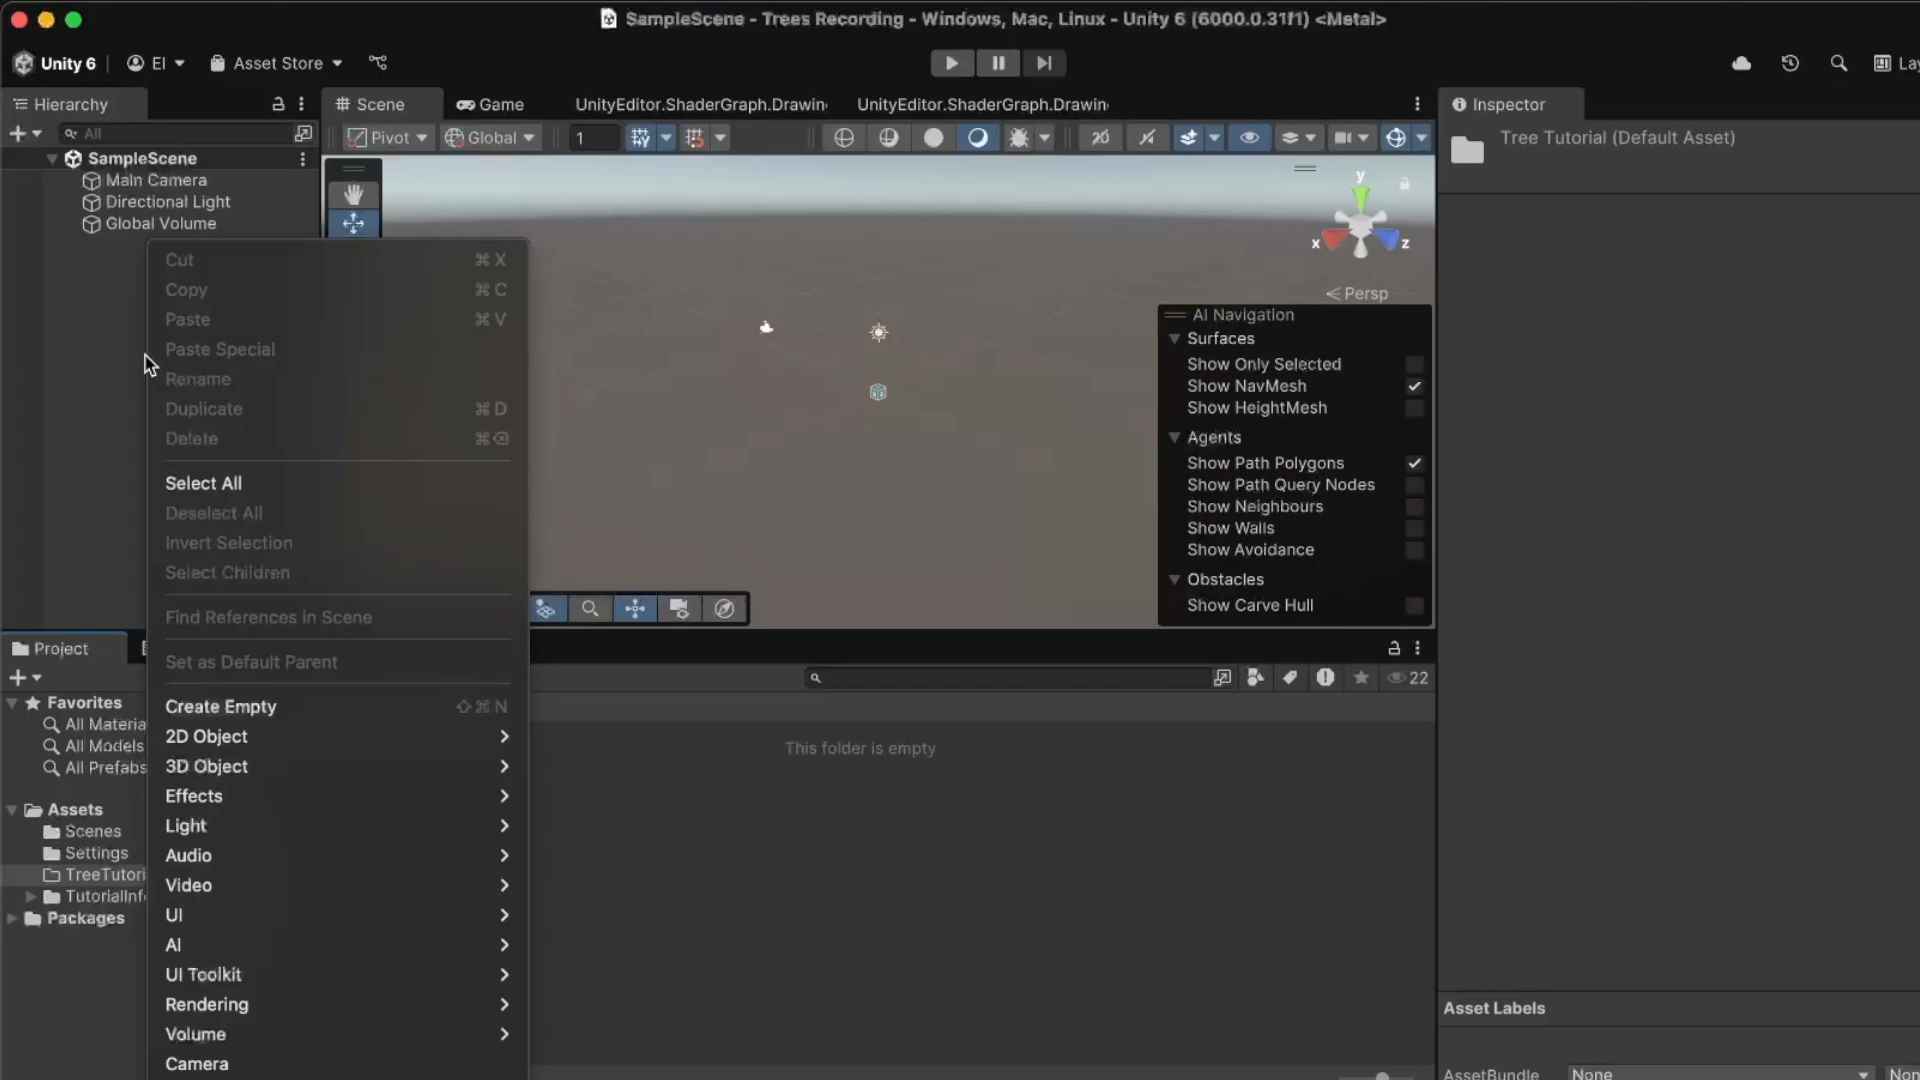 SampleScene - Trees Recording - Windows, Mac, Linux - Unity 6 (6000.0.31f1) <Metal>
Unity 6
EI
Asset Store
Hierarchy
All
SampleScene
Main Camera
Directional Light
Global Volume
Scene
Game
UnityEditor.ShaderGraph.Drawin
UnityEditor.ShaderGraph.Drawin
Pivot
Global
1
2D
y
x
z
< Persp
AI Navigation
Surfaces
Show Only Selected
Show NavMesh
Show HeightMesh
Agents
Show Path Polygons
Show Path Query Nodes
Show Neighbours
Show Walls
Show Avoidance
Obstacles
Show Carve Hull
Inspector
Tree Tutorial (Default Asset)
Cut ⌘ X
Copy ⌘ C
Paste ⌘ V
Paste Special
Rename
Duplicate ⌘ D
Delete ⌘⌫
Select All
Deselect All
Invert Selection
Select Children
Find References in Scene
Set as Default Parent
Create Empty ⇧ ⌘ N
2D Object
3D Object
Effects
Light
Audio
Video
UI
AI
UI Toolkit
Rendering
Volume
Camera
Project
Favorites
All Materia
All Models
All Prefabs
Assets
Scenes
Settings
TreeTutori
TutorialInf
Packages
22
This folder is empty
Asset Labels
AssetBundle None Non